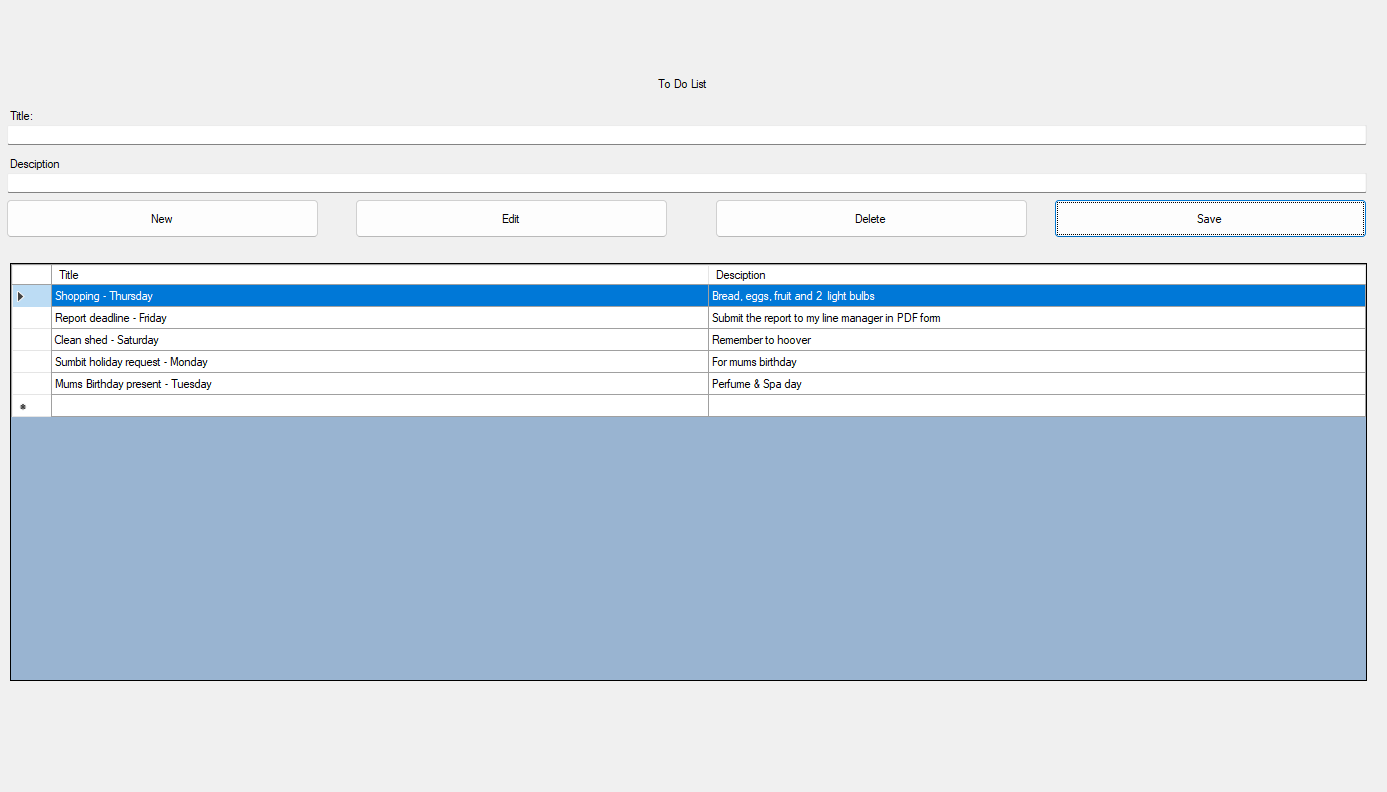 To Do List
Title:
Desciption
New Edit Delete Save
Title Desciption
Shopping - Thursday Bread, eggs, fruit and 2 light bulbs
Report deadline - Friday Submit the report to my line manager in PDF form
Clean shed - Saturday Remember to hoover
Sumbit holiday request - Monday For mums birthday
Mums Birthday present - Tuesday Perfume & Spa day